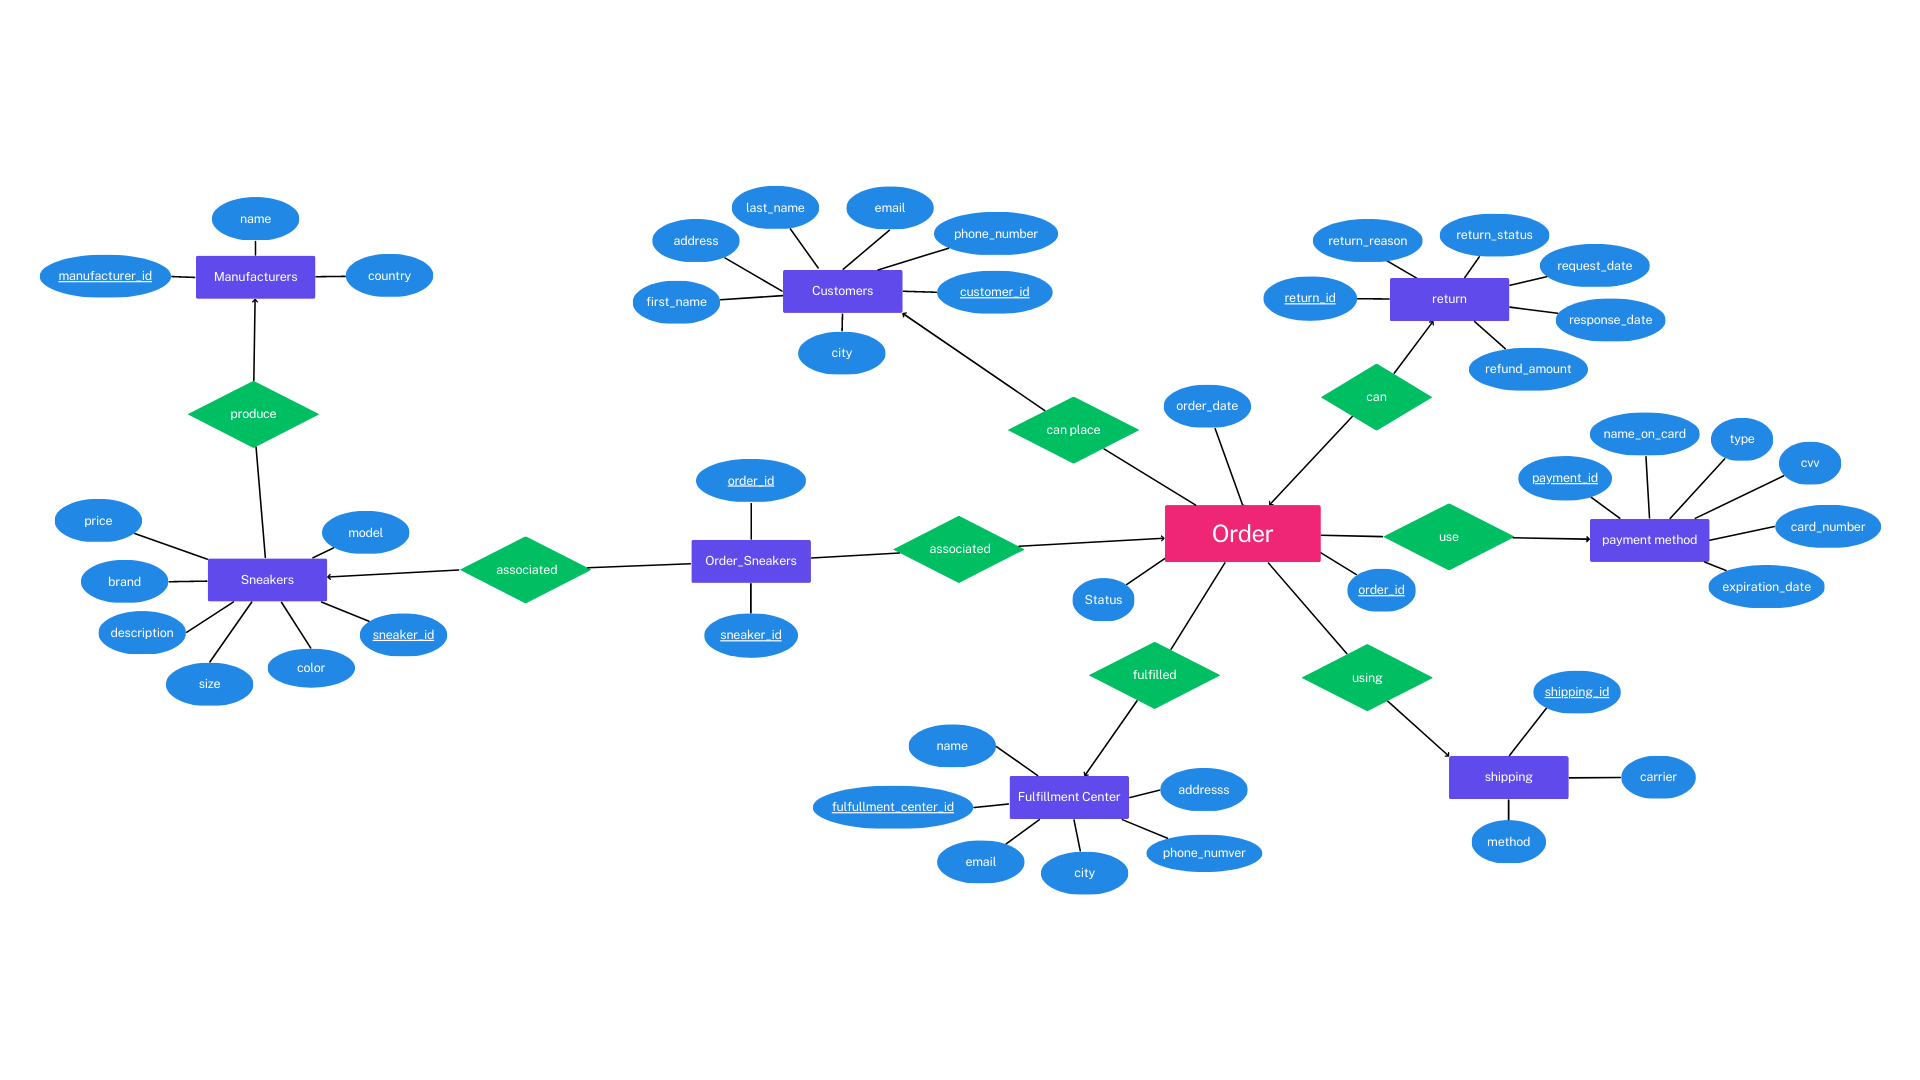 last_name
email
name
address
phone_number
return_reason
return_status
manufacturer_id
Manufacturers
country
first_name
Customers
customer_id
return_id
return
request_date
response_date
city
refund_amount
produce
can place
order_date
can
name_on_card
type
cvv
payment_id
price
model
order_id
card_number
brand
Sneakers
associated
Order_Sneakers
associated
Order
use
payment method
expiration_date
description
sneaker_id
sneaker_id
Status
order_id
size
color
fulfilled
using
shipping_id
name
fulfullment_center_id
Fulfillment Center
addresss
shipping
carrier
email
city
phone_numver
method